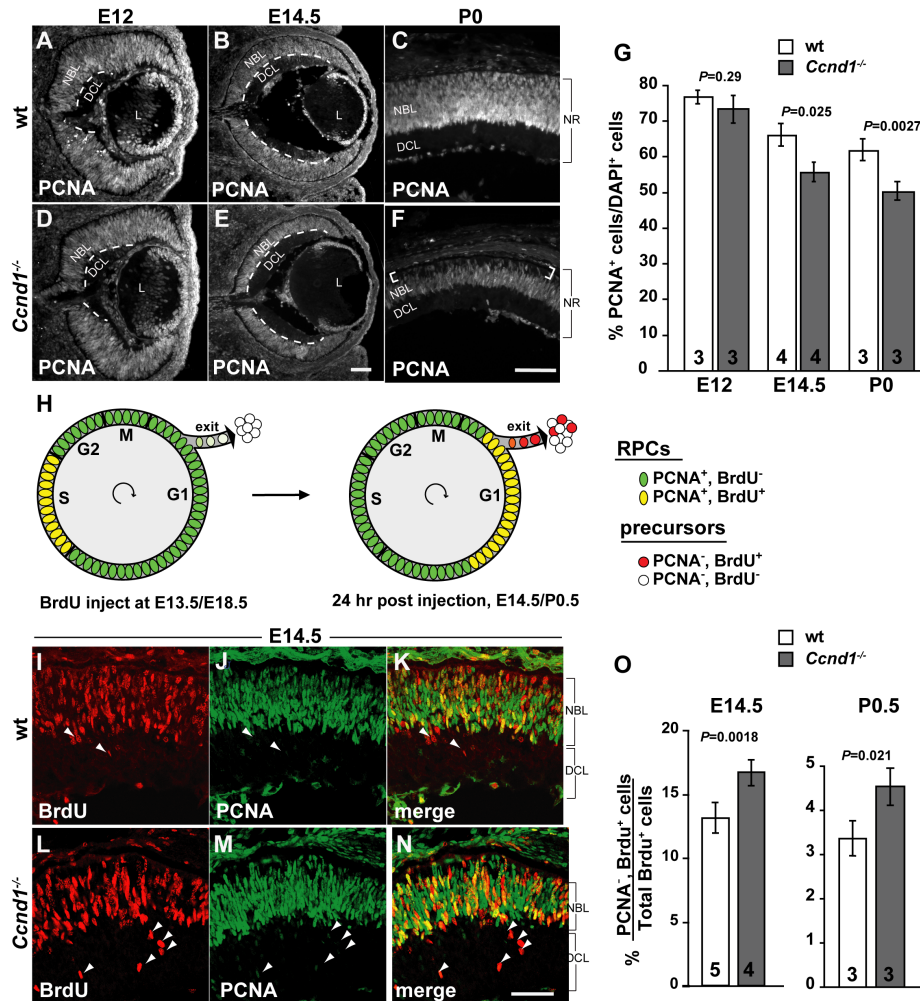 E12 E14.5 P0
wt
A NBL DCL L PCNA
B NBL DCL L PCNA
C NBL DCL NR PCNA
Ccnd1-/-
D NBL DCL L PCNA
E NBL DCL L PCNA
F NBL DCL NR PCNA
G
wt
Ccnd1-/-
% PCNA+ cells/DAPI+ cells
80
70
60
50
40
30
20
10
0
P=0.29
P=0.025
P=0.0027
3 3 4 4 3 3
E12 E14.5 P0
H
exit
M
G2
S
G1
BrdU inject at E13.5/E18.5
exit
M
G2
S
G1
24 hr post injection, E14.5/P0.5
RPCs
PCNA+, BrdU-
PCNA+, BrdU+
precursors
PCNA-, BrdU+
PCNA-, BrdU-
E14.5
wt
I BrdU
J PCNA
K merge
NBL
DCL
Ccnd1-/-
L BrdU
M PCNA
N merge
NBL
DCL
O
wt
Ccnd1-/-
E14.5
P0.5
% PCNA-, Brdu+ cells
Total Brdu+ cells
20
15
10
5
0
P=0.0018
5 4
5
4
3
2
1
0
P=0.021
3 3